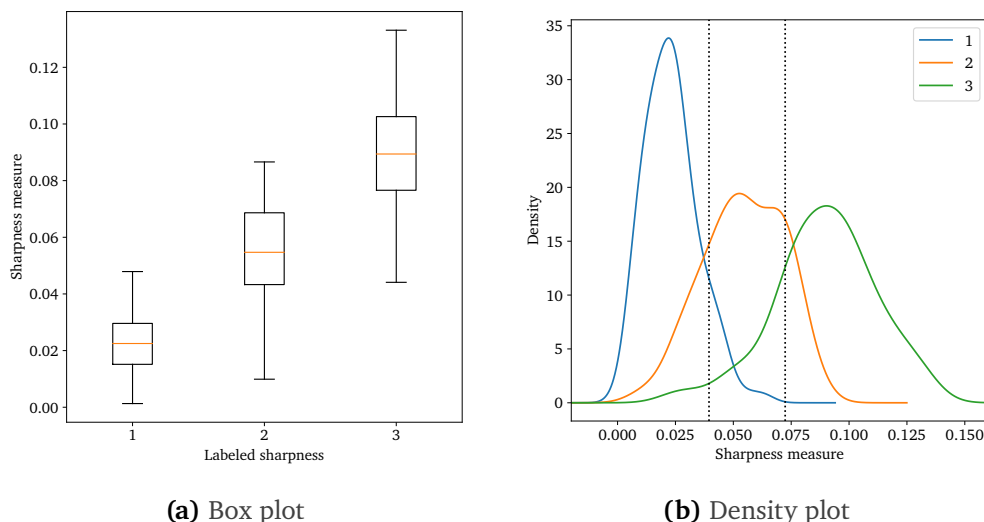 0.12
0.10
0.08
0.06
0.04
0.02
0.00
Sharpness measure
1 2 3
Labeled sharpness
(a) Box plot
35
30
25
20
15
10
5
0
Density
1
2
3
0.000 0.025 0.050 0.075 0.100 0.125 0.150
Sharpness measure
(b) Density plot